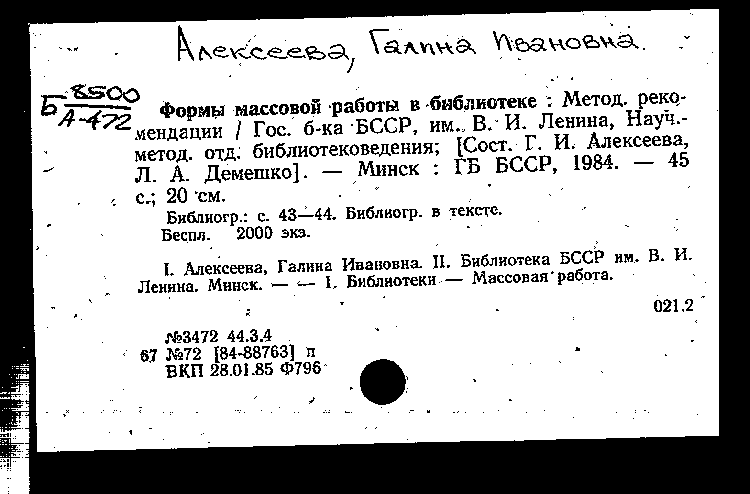 Алексеева, Галина Ивановна.
Б 8500
А-472
Формы массовой работы в библиотеке : Метод. реко-
мендации / Гос. б-ка БССР, им. В. И. Ленина, Науч.-
метод. отд. библиотековедения; [Сост. Г. И. Алексеева,
Л. А. Демешко]. — Минск : ГБ БССР, 1984. — 45
с.; 20 см.
Библиогр.: с. 43—44. Библиогр. в тексте.
Беспл. 2000 экз.
I. Алексеева, Галина Ивановна. II. Библиотека БССР им. В. И.
Ленина. Минск. — — 1. Библиотеки — Массовая работа.
021.2
№3472 44.3.4
67 №72 [84-88763] п
ВКП 28.01.85 Ф796